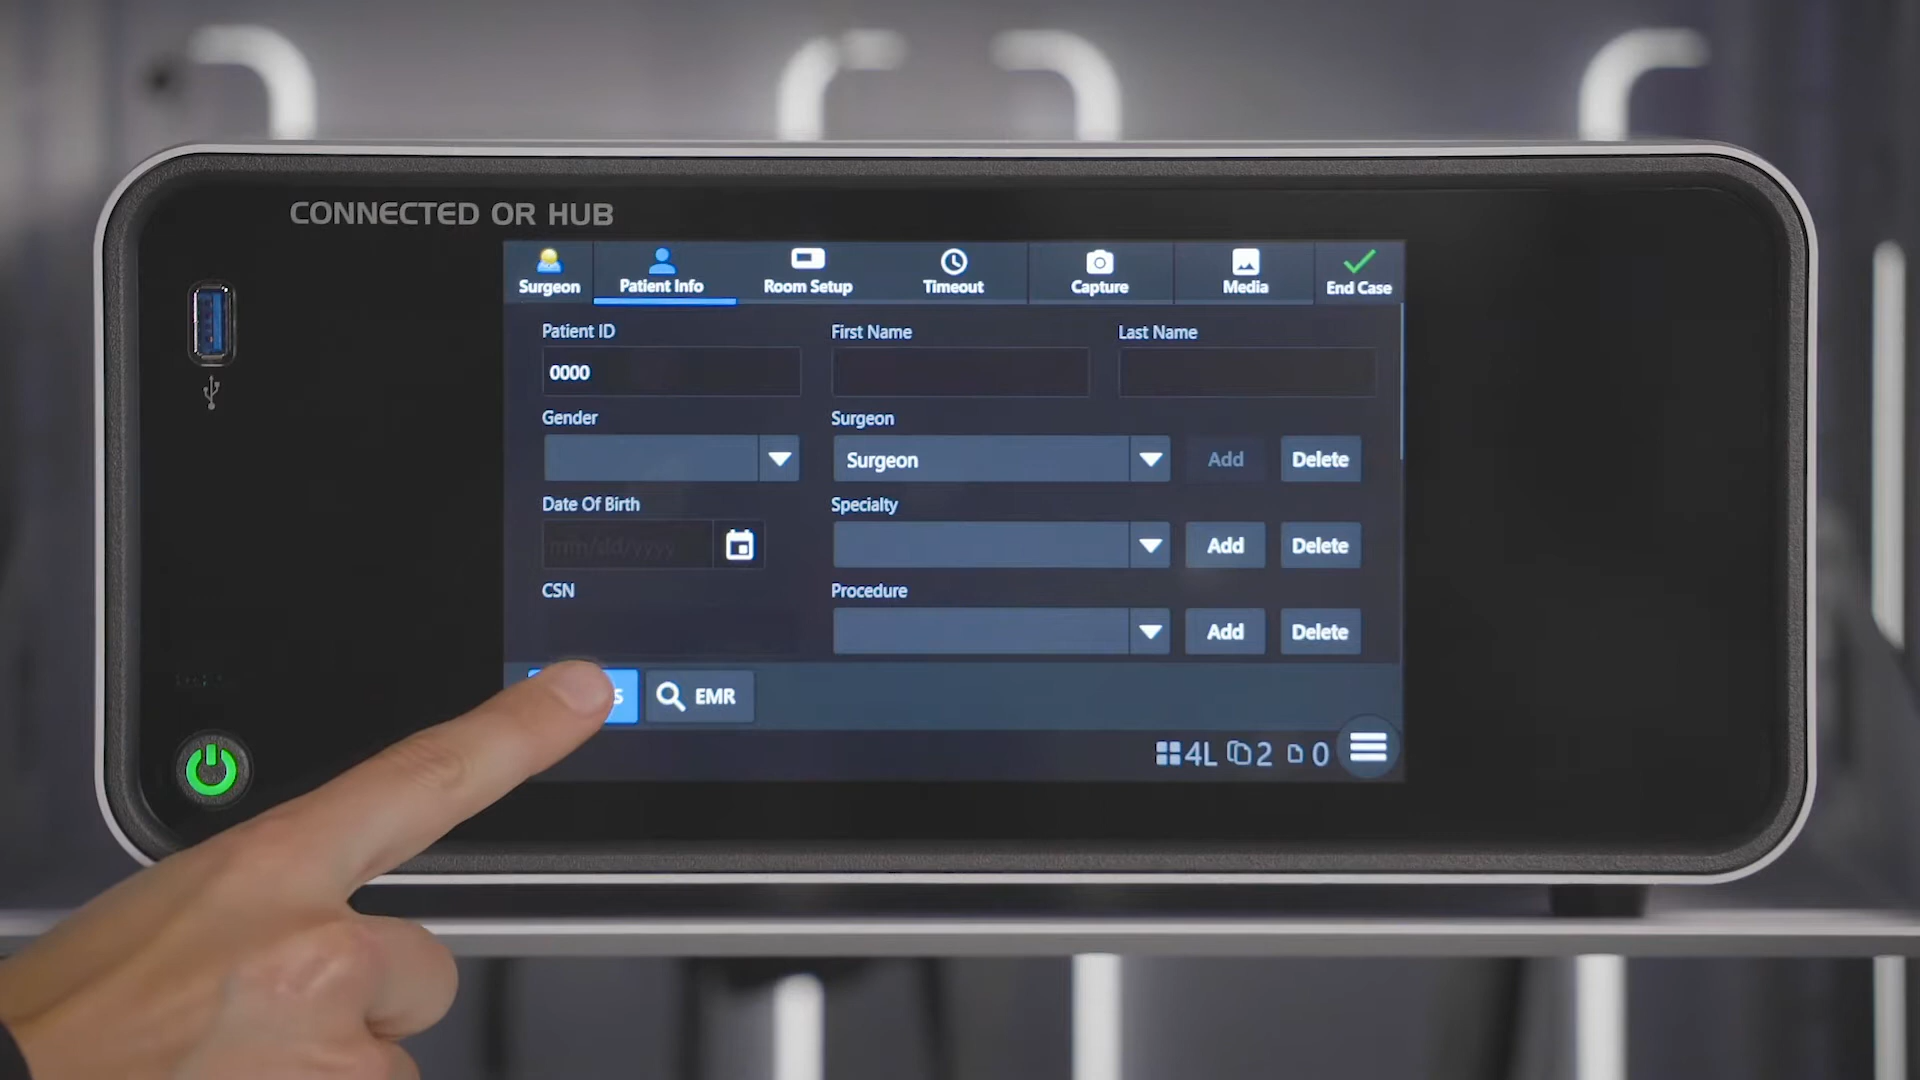 CONNECTED OR HUB
Surgeon Patient Info Room Setup Timeout Capture Media End Case
Patient ID First Name Last Name
0000
Gender Surgeon
Surgeon Add Delete
Date Of Birth Specialty
mm/dd/yyyy Add Delete
CSN Procedure
Add Delete
EMR
4L 2 0